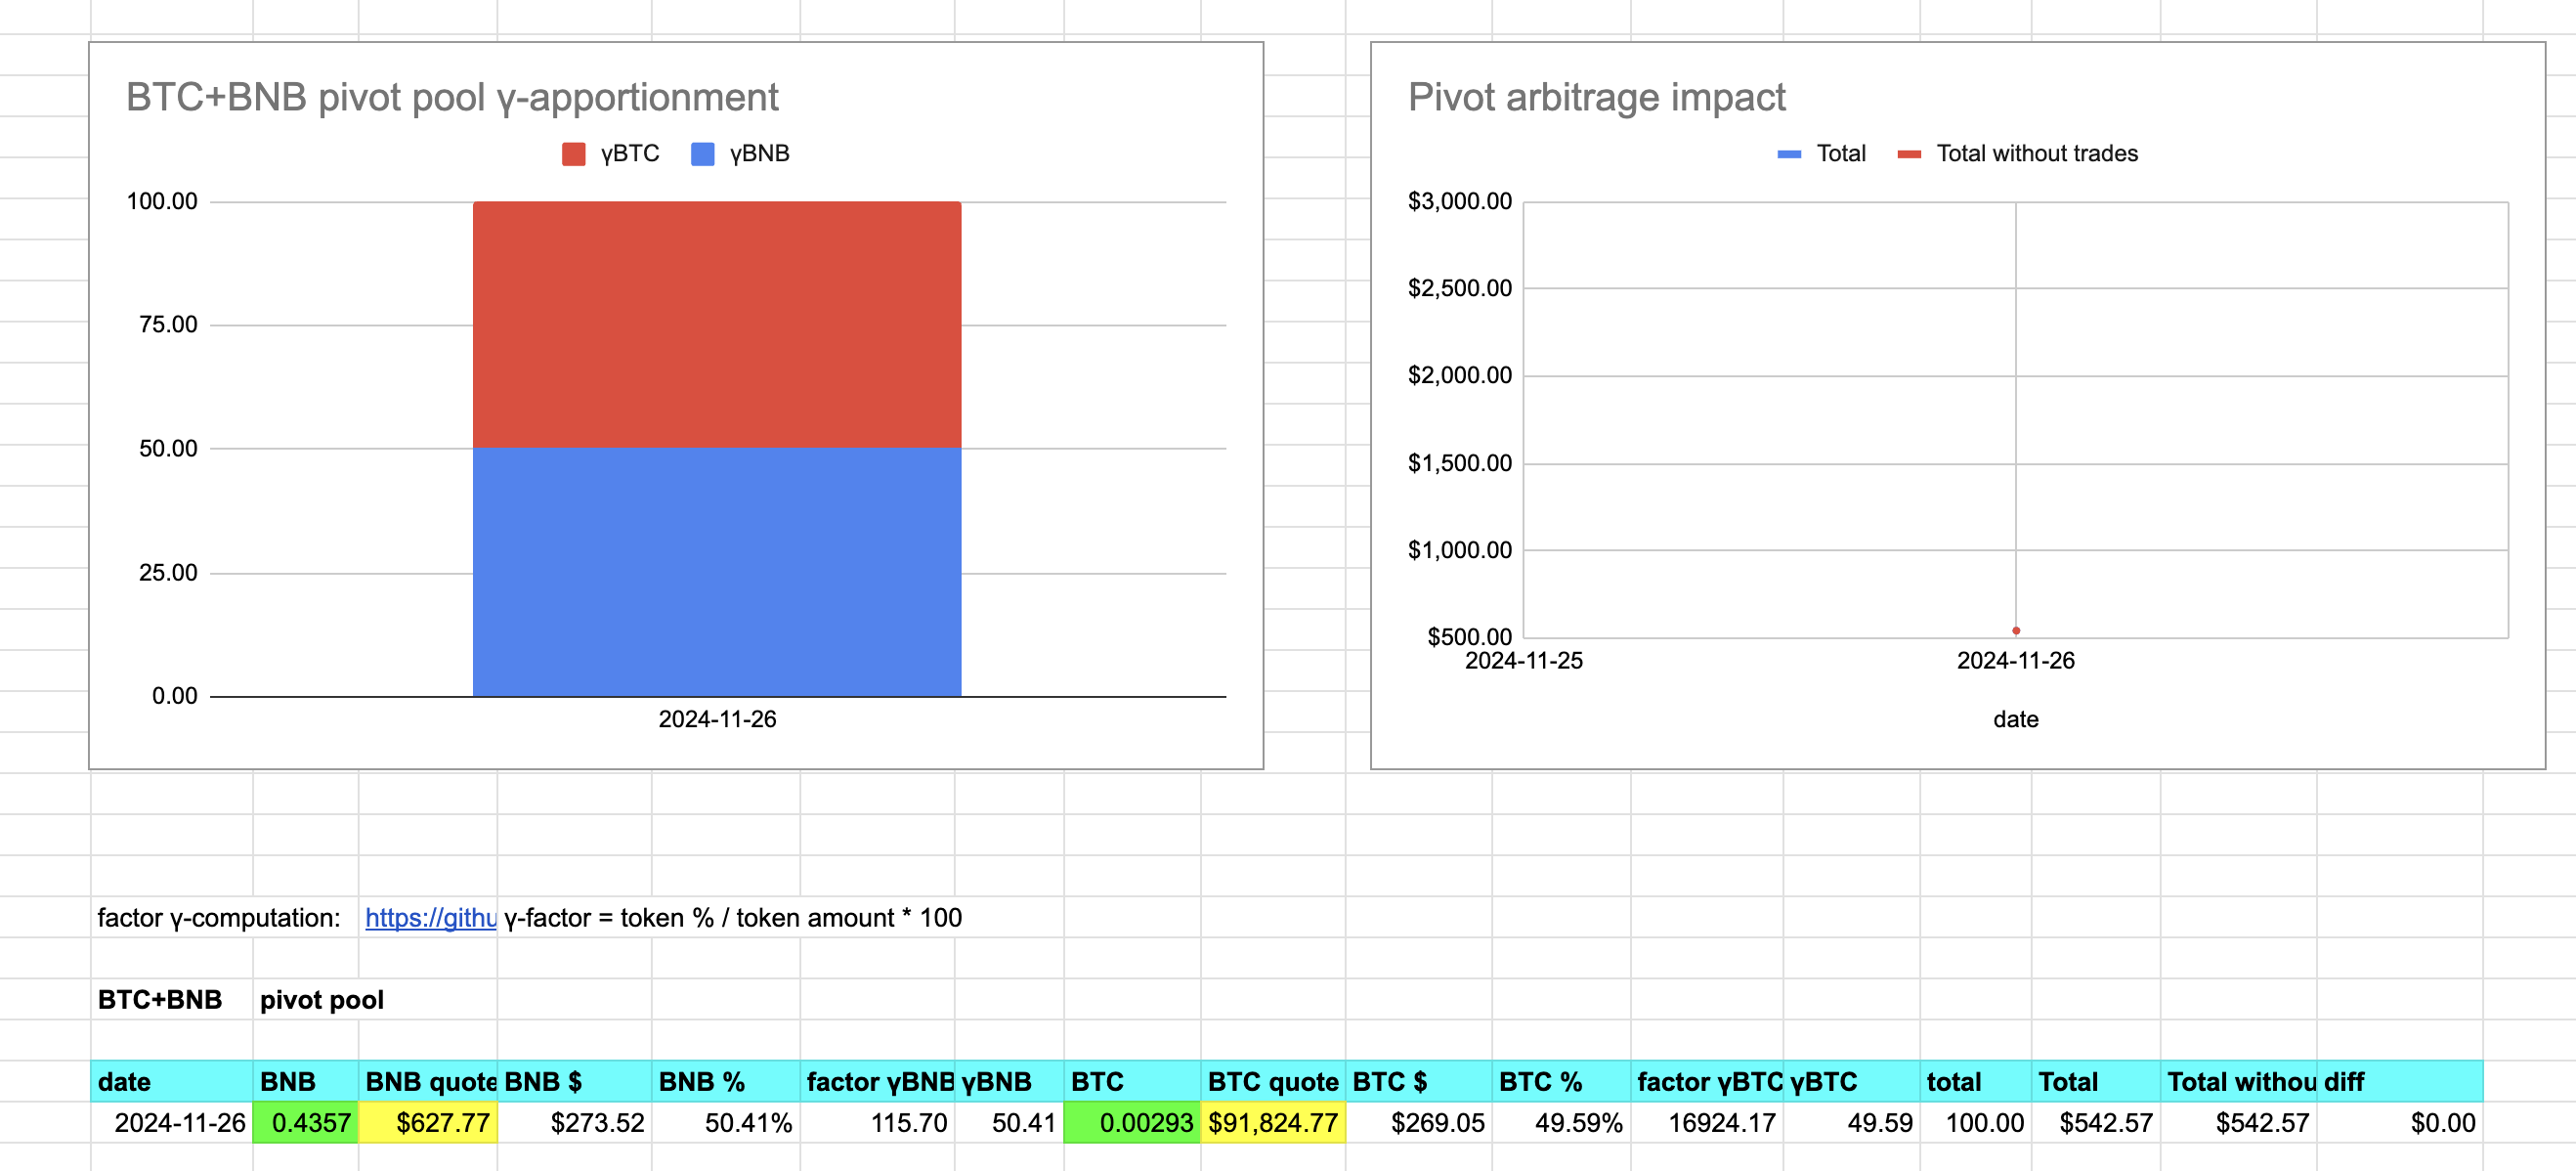 BTC+BNB pivot pool γ-apportionment
γBTC γBNB
100.00
75.00
50.00
25.00
0.00
2024-11-26
Pivot arbitrage impact
Total Total without trades
$3,000.00
$2,500.00
$2,000.00
$1,500.00
$1,000.00
$500.00
2024-11-25 2024-11-26
date
factor γ-computation: https://githu γ-factor = token % / token amount * 100
BTC+BNB pivot pool
date BNB BNB quote BNB $ BNB % factor γBNB γBNB BTC BTC quote BTC $ BTC % factor γBTC γBTC total Total Total withou diff
2024-11-26 0.4357 $627.77 $273.52 50.41% 115.70 50.41 0.00293 $91,824.77 $269.05 49.59% 16924.17 49.59 100.00 $542.57 $542.57 $0.00